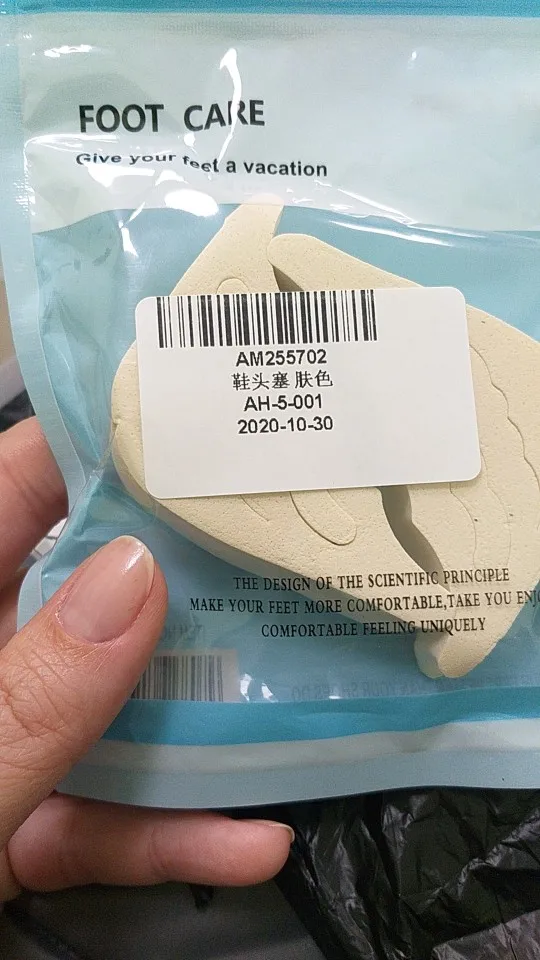 FOOT CARE
Give your feet a vacation
AM255702
鞋头塞 肤色
AH-5-001
2020-10-30
THE DESIGN OF THE SCIENTIFIC PRINCIPLE
MAKE YOUR FEET MORE COMFORTABLE,TAKE YOU
COMFORTABLE FEELING UNIQUELY